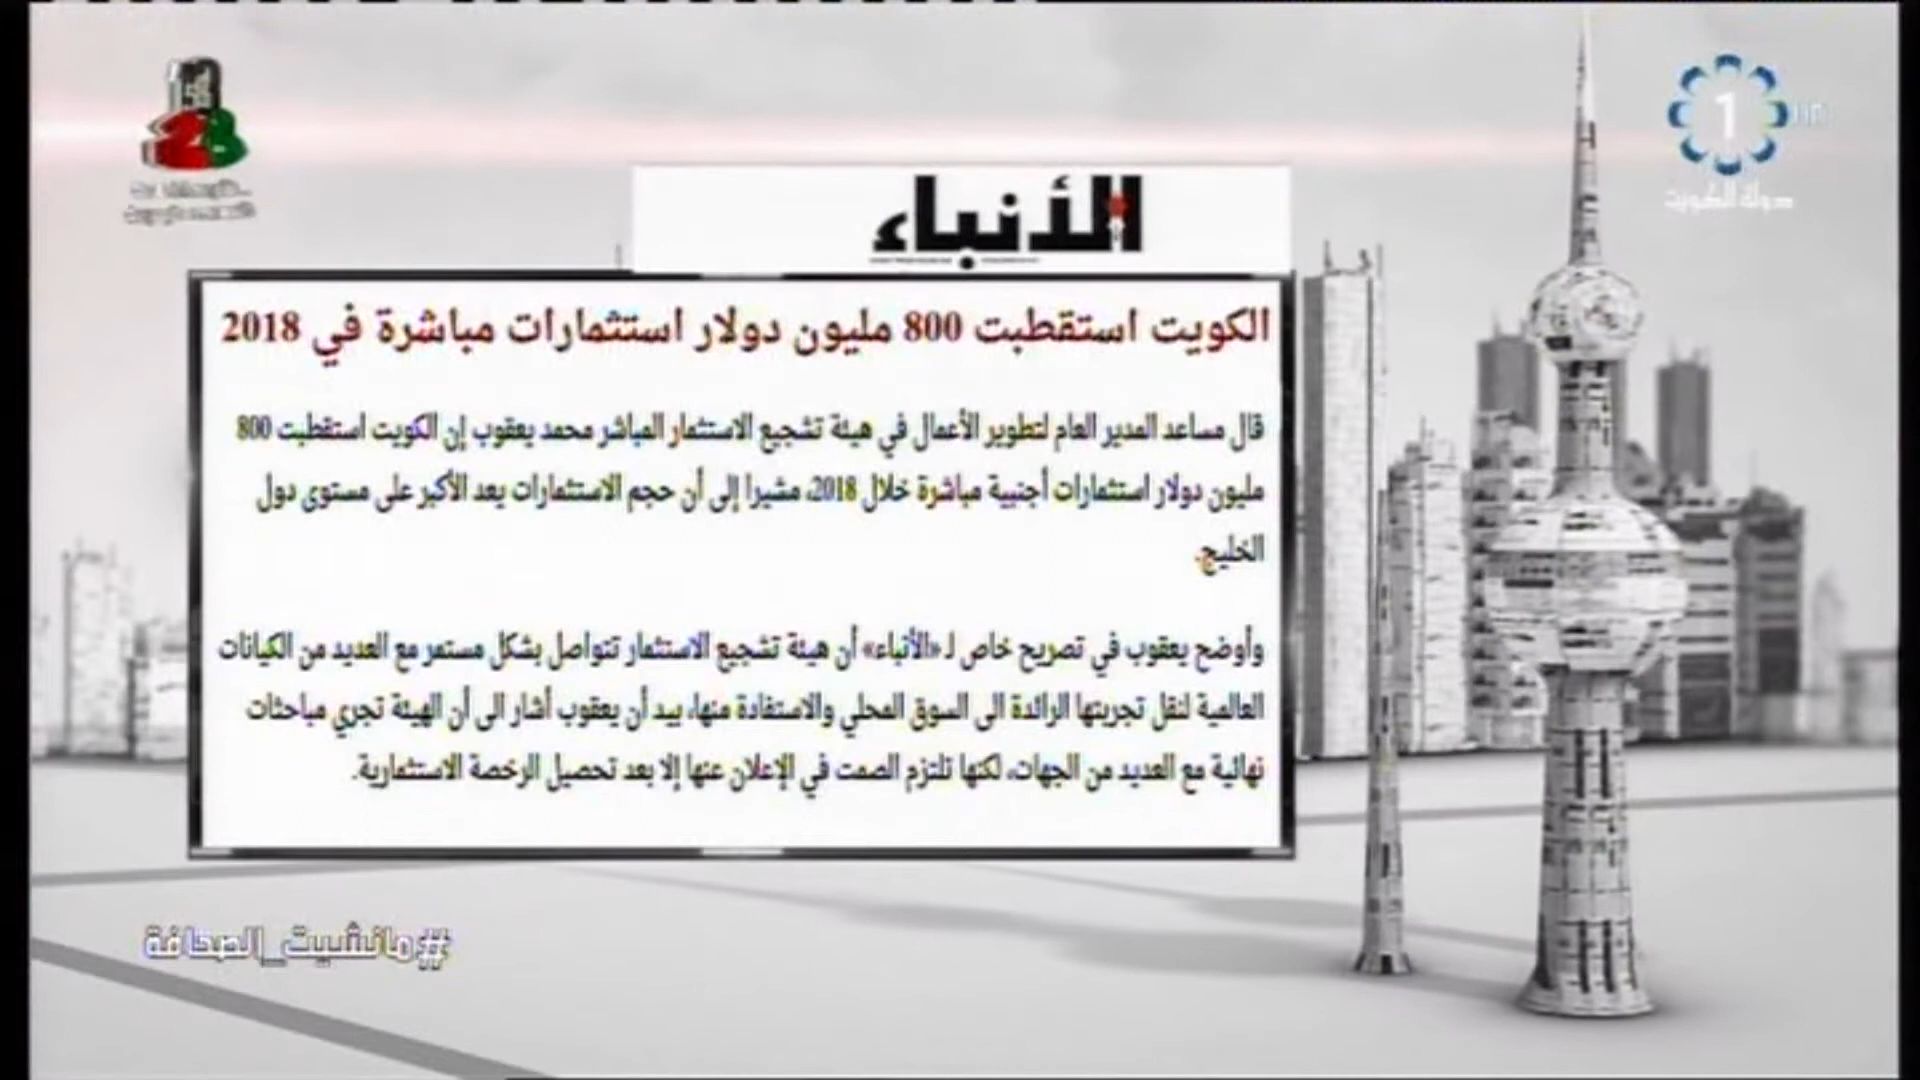 1
دولة الكويت
الأنباء
الكويت استقطبت 800 مليون دولار استثمارات مباشرة في 2018
قال مساعد المدير العام لتطوير الأعمال في هيئة تشجيع الاستثمار المباشر محمد يعقوب إن الكويت استقطبت 800
مليون دولار استثمارات أجنبية مباشرة خلال 2018، مشيرا إلى أن حجم الاستثمارات يعد الأكبر على مستوى دول
الخليج.
وأوضح يعقوب في تصريح خاص لـ «الأنباء» أن هيئة تشجيع الاستثمار تتواصل بشكل مستمر مع العديد من الكيانات
العالمية لنقل تجربتها الرائدة الى السوق المحلي والاستفادة منها، بيد أن يعقوب أشار الى أن الهيئة تجري مباحثات
نهائية مع العديد من الجهات، لكنها تلتزم الصمت في الإعلان عنها إلا بعد تحصيل الرخصة الاستثمارية.
#مانشيت_الصحافة